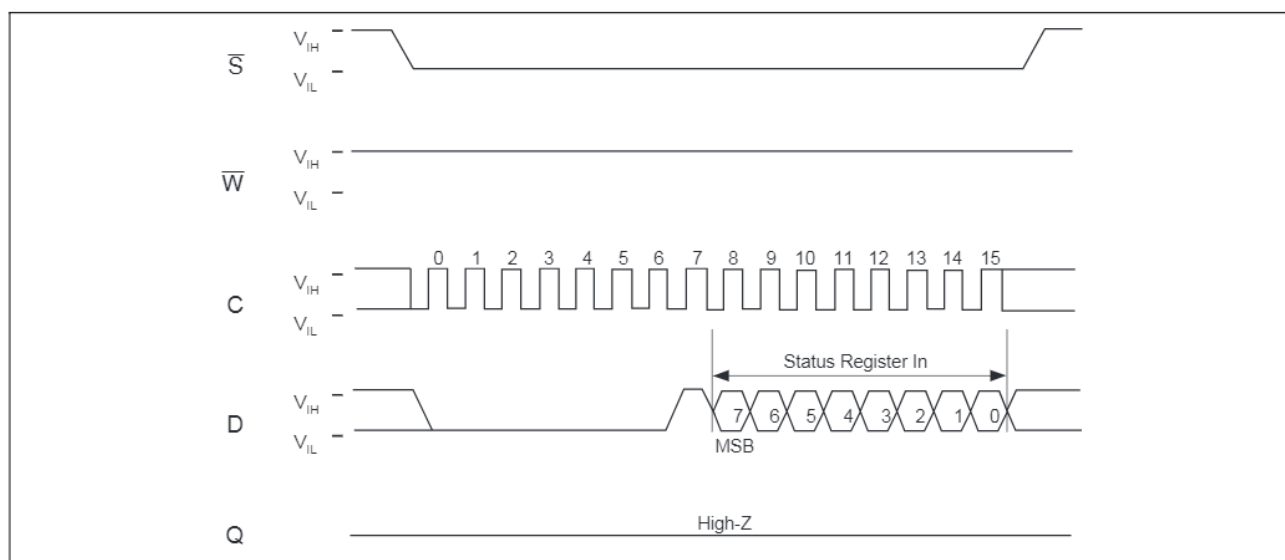 V_IH
S̅
V_IL
V_IH
W̅
V_IL
0 1 2 3 4 5 6 7 8 9 10 11 12 13 14 15
V_IH
C
V_IL
Status Register In
V_IH
D 7 6 5 4 3 2 1 0
V_IL
MSB
High-Z
Q